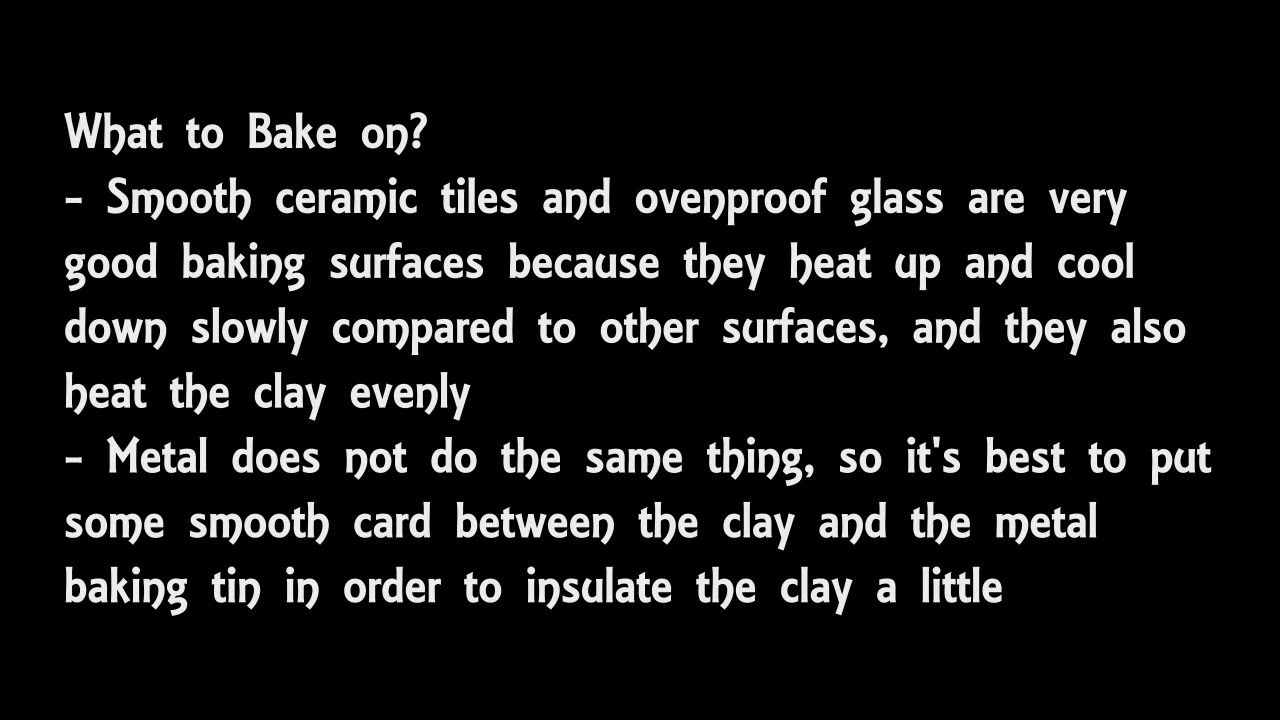 What to Bake on?
- Smooth ceramic tiles and ovenproof glass are very
good baking surfaces because they heat up and cool
down slowly compared to other surfaces, and they also
heat the clay evenly
- Metal does not do the same thing, so it's best to put
some smooth card between the clay and the metal
baking tin in order to insulate the clay a little